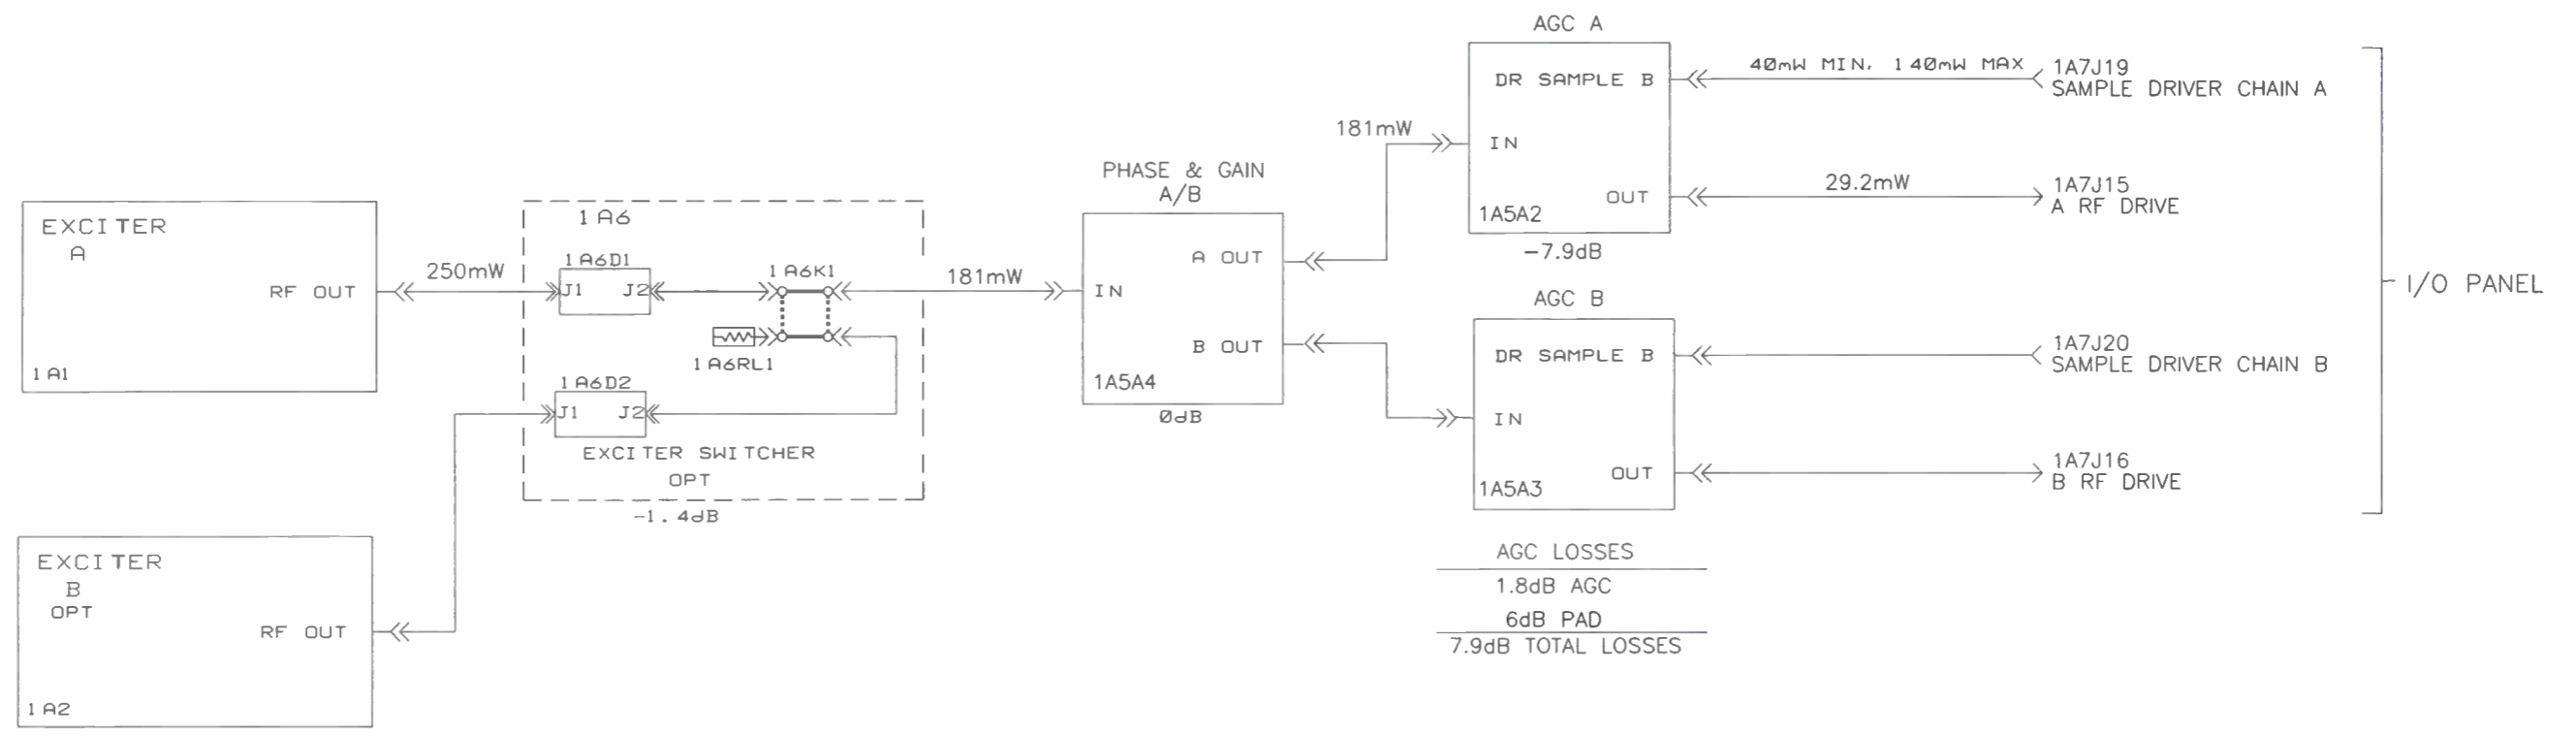 EXCITER
A
RF OUT
1A1
250mW
1A6
1A6D1
J1 J2
1A6K1
1A6RL1
1A6D2
J1 J2
EXCITER SWITCHER
OPT
-1.4dB
EXCITER
B
OPT
RF OUT
1A2
181mW
PHASE & GAIN
A/B
IN
A OUT
B OUT
1A5A4
0dB
181mW
AGC A
DR SAMPLE B
IN
OUT
1A5A2
-7.9dB
40mW MIN, 140mW MAX
1A7J19
SAMPLE DRIVER CHAIN A
29.2mW
1A7J15
A RF DRIVE
AGC B
DR SAMPLE B
IN
OUT
1A5A3
1A7J20
SAMPLE DRIVER CHAIN B
1A7J16
B RF DRIVE
I/O PANEL
AGC LOSSES
1.8dB AGC
6dB PAD
7.9dB TOTAL LOSSES